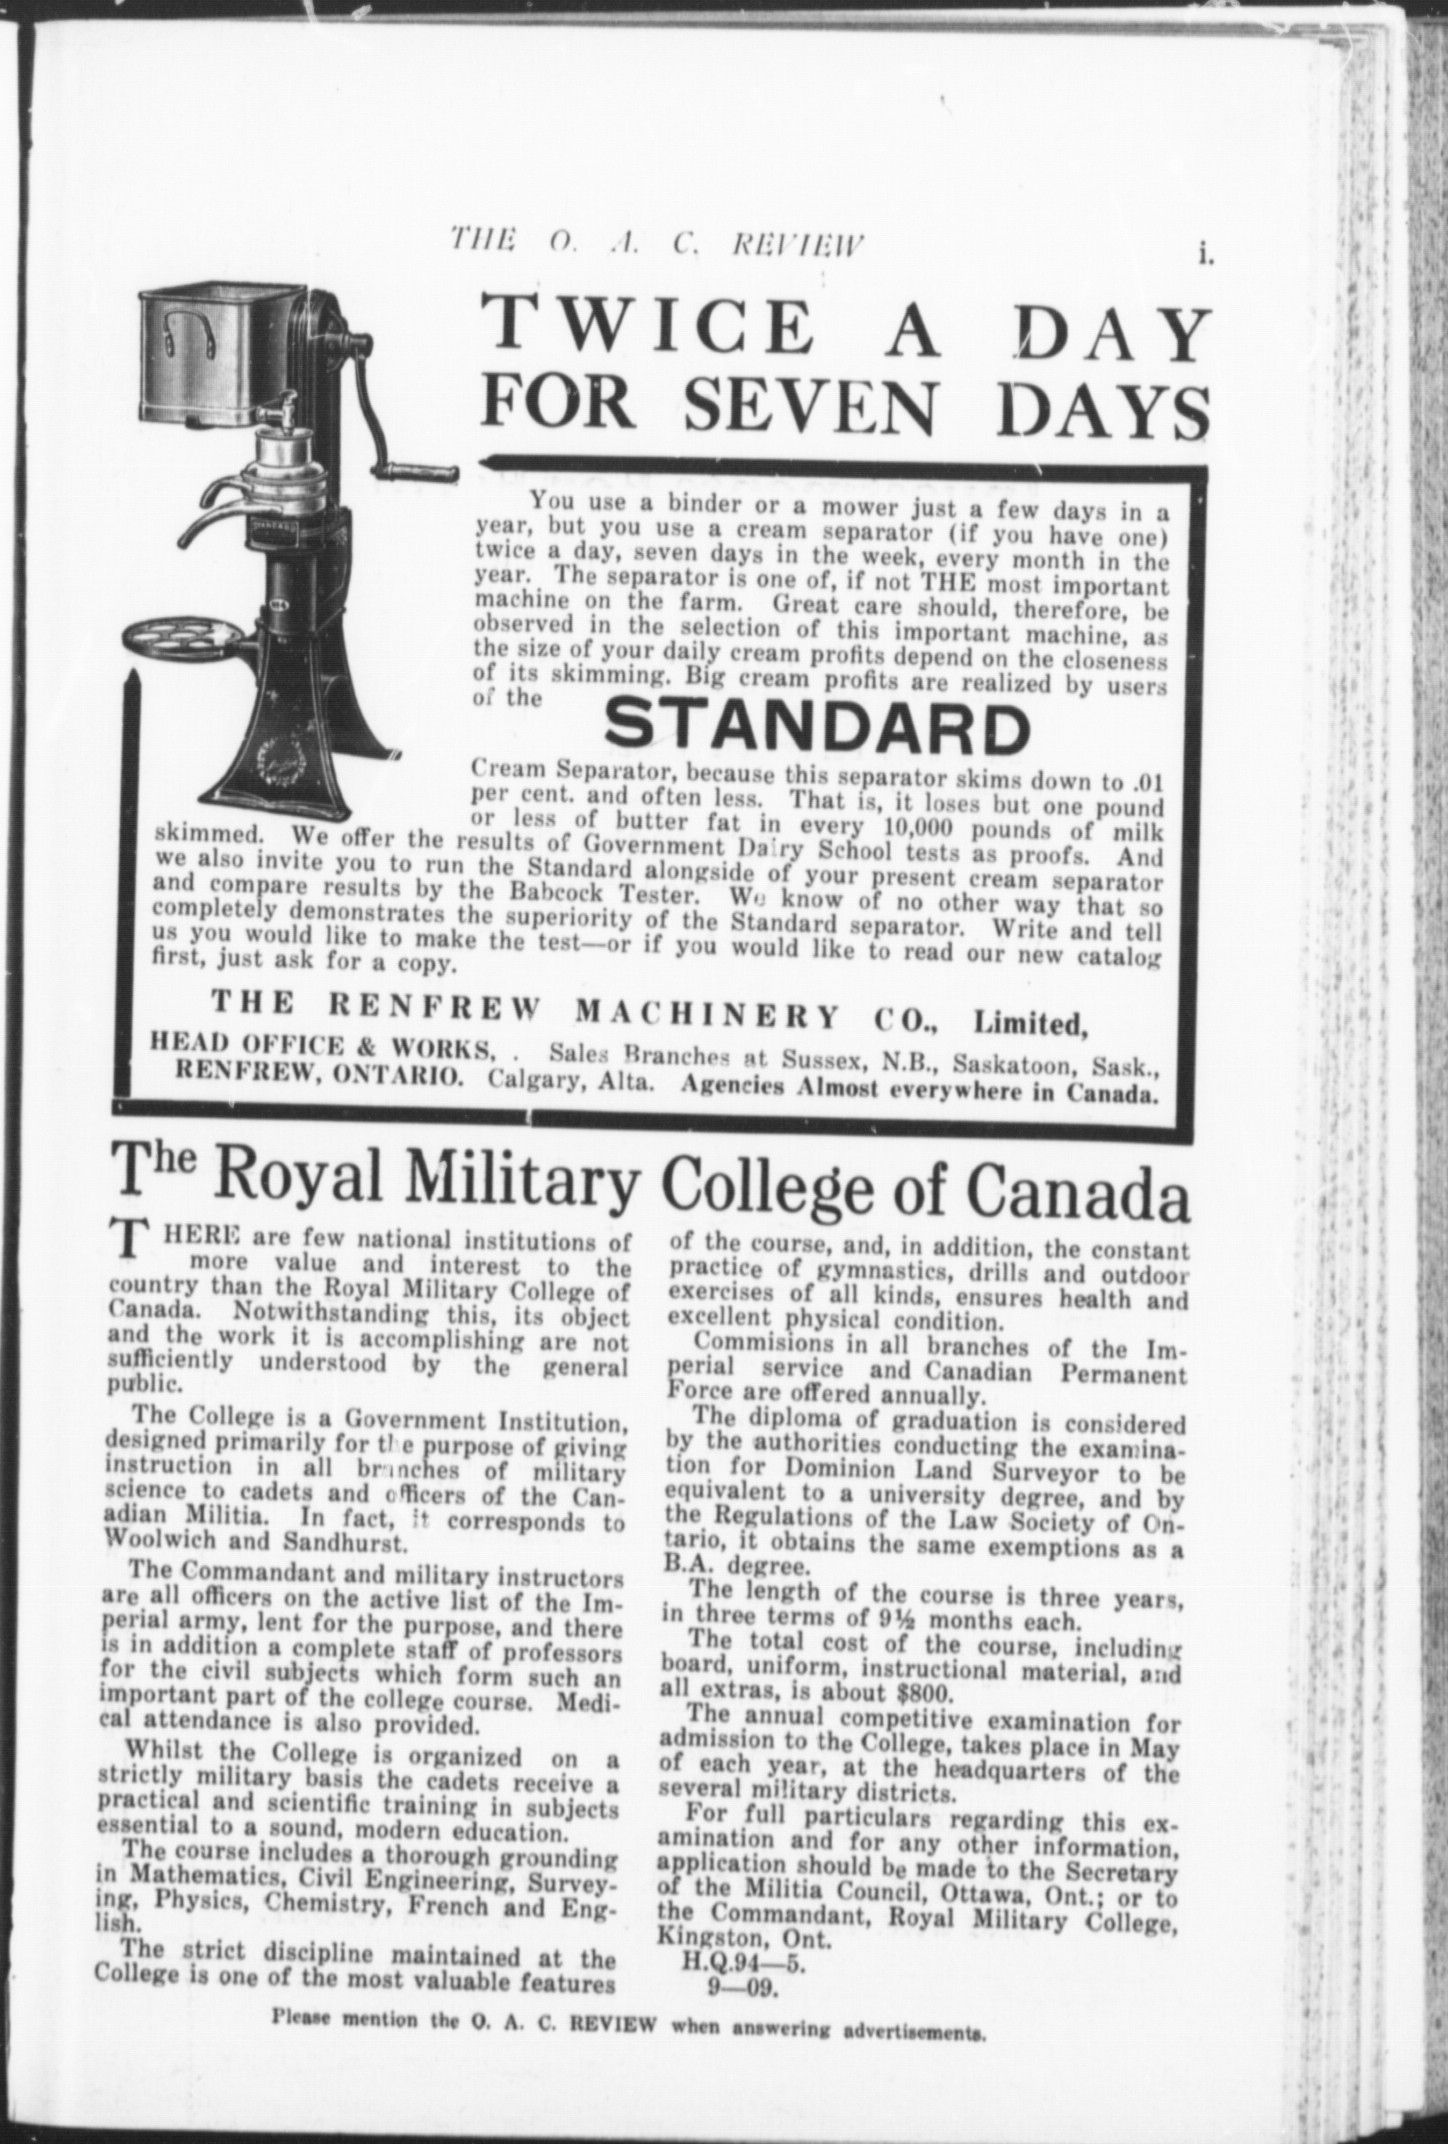 THE O. A. C. REVIEW
i.
TWICE A DAY
FOR SEVEN DAYS
You use a binder or a mower just a few days in a
year, but you use a cream separator (if you have one)
twice a day, seven days in the week, every month in the
year. The separator is one of, if not THE most important
machine on the farm. Great care should, therefore, be
observed in the selection of this important machine, as
the size of your daily cream profits depend on the closeness
of its skimming. Big cream profits are realized by users
of the
STANDARD
Cream Separator, because this separator skims down to .01
per cent. and often less. That is, it loses but one pound
or less of butter fat in every 10,000 pounds of milk
skimmed. We offer the results of Government Dairy School tests as proofs. And
we also invite you to run the Standard alongside of your present cream separator
and compare results by the Babcock Tester. We know of no other way that so
completely demonstrates the superiority of the Standard separator. Write and tell
us you would like to make the test—or if you would like to read our new catalog
first, just ask for a copy.
THE RENFREW MACHINERY CO., Limited,
HEAD OFFICE & WORKS, . Sales Branches at Sussex, N.B., Saskatoon, Sask.,
RENFREW, ONTARIO. Calgary, Alta. Agencies Almost everywhere in Canada.
The Royal Military College of Canada
THERE are few national institutions of
more value and interest to the
country than the Royal Military College of
Canada. Notwithstanding this, its object
and the work it is accomplishing are not
sufficiently understood by the general
public.
The College is a Government Institution,
designed primarily for the purpose of giving
instruction in all branches of military
science to cadets and officers of the Can-
adian Militia. In fact, it corresponds to
Woolwich and Sandhurst.
The Commandant and military instructors
are all officers on the active list of the Im-
perial army, lent for the purpose, and there
is in addition a complete staff of professors
for the civil subjects which form such an
important part of the college course. Medi-
cal attendance is also provided.
Whilst the College is organized on a
strictly military basis the cadets receive a
practical and scientific training in subjects
essential to a sound, modern education.
The course includes a thorough grounding
in Mathematics, Civil Engineering, Survey-
ing, Physics, Chemistry, French and Eng-
lish.
The strict discipline maintained at the
College is one of the most valuable features
of the course, and, in addition, the constant
practice of gymnastics, drills and outdoor
exercises of all kinds, ensures health and
excellent physical condition.
Commisions in all branches of the Im-
perial service and Canadian Permanent
Force are offered annually.
The diploma of graduation is considered
by the authorities conducting the examina-
tion for Dominion Land Surveyor to be
equivalent to a university degree, and by
the Regulations of the Law Society of On-
tario, it obtains the same exemptions as a
B.A. degree.
The length of the course is three years,
in three terms of 9½ months each.
The total cost of the course, including
board, uniform, instructional material, and
all extras, is about $800.
The annual competitive examination for
admission to the College, takes place in May
of each year, at the headquarters of the
several military districts.
For full particulars regarding this ex-
amination and for any other information,
application should be made to the Secretary
of the Militia Council, Ottawa, Ont.; or to
the Commandant, Royal Military College,
Kingston, Ont.
H.Q.94—5.
9—09.
Please mention the O. A. C. REVIEW when answering advertisements.